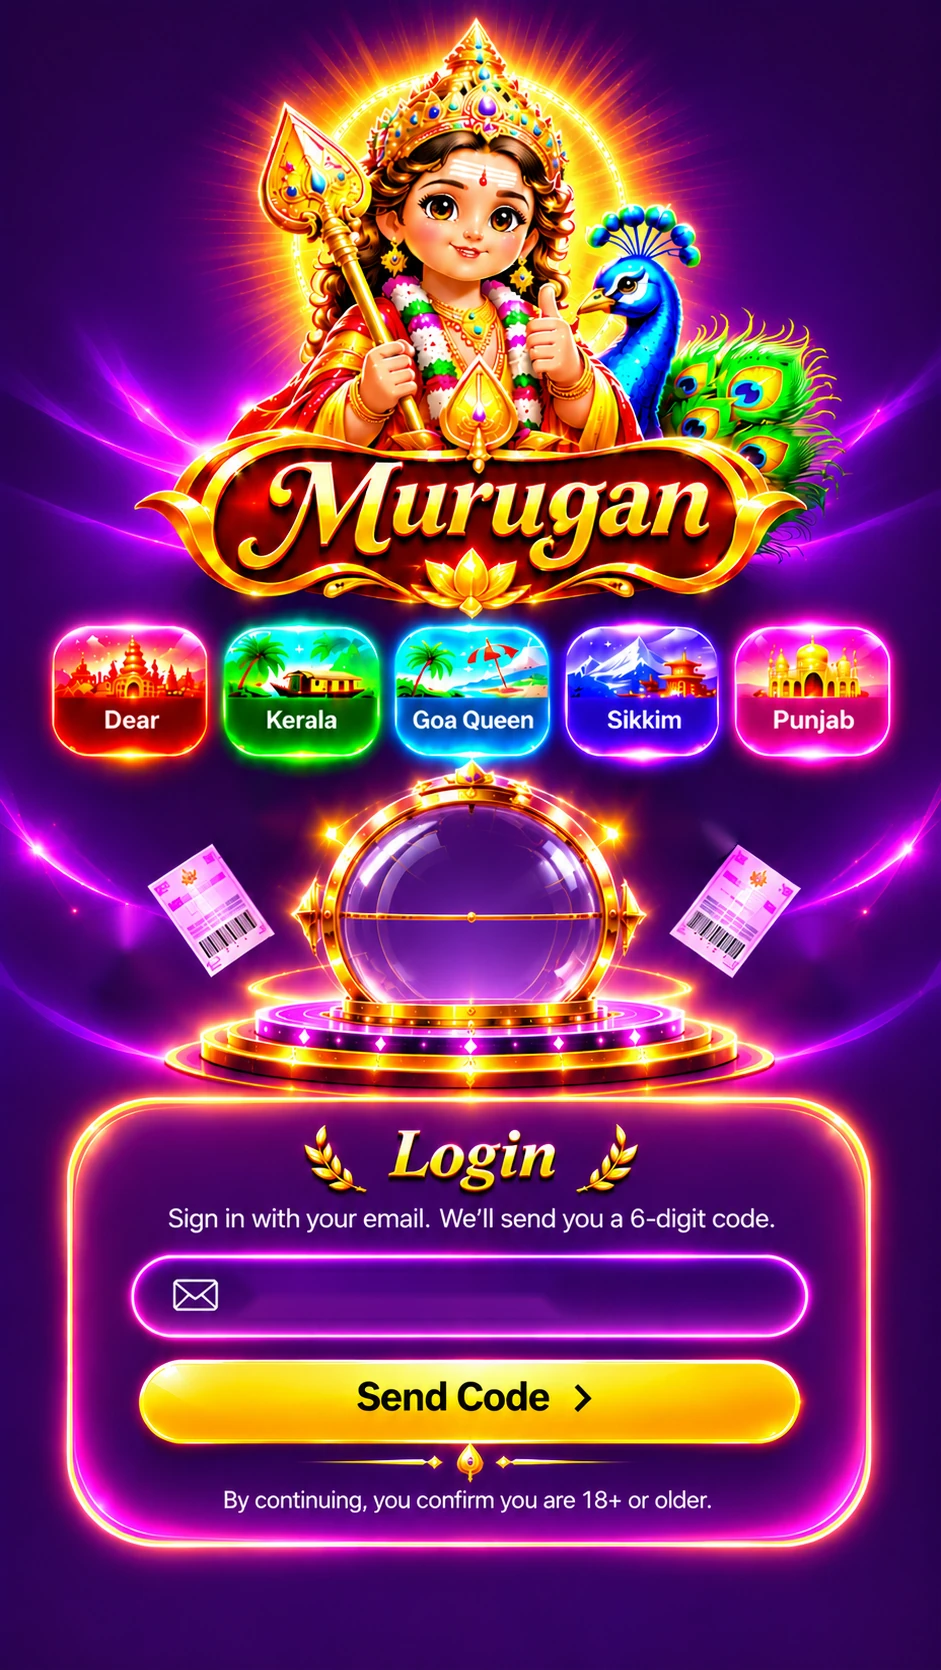 Murugan
Dear
Kerala
Goa Queen
Sikkim
Punjab
Login
Sign in with your email. We'll send you a 6-digit code.
Send Code >
By continuing, you confirm you are 18+ or older.